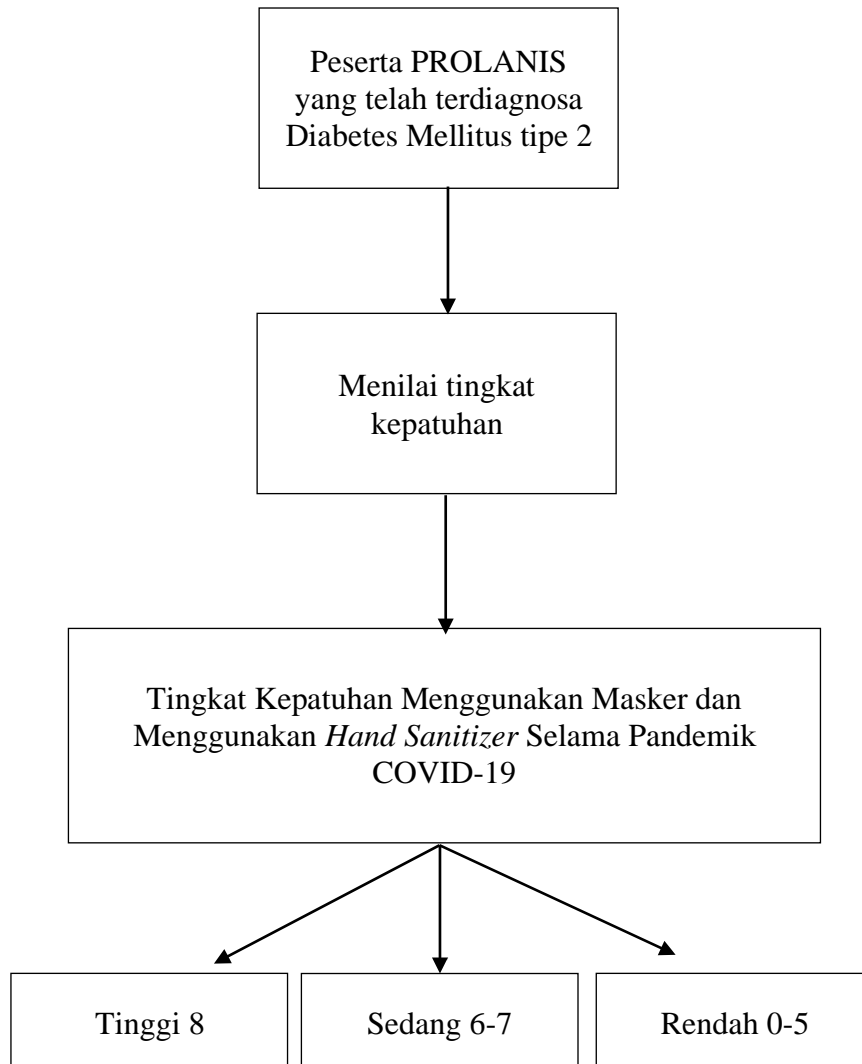 Peserta PROLANIS
yang telah terdiagnosa
Diabetes Mellitus tipe 2
Menilai tingkat
kepatuhan
Tingkat Kepatuhan Menggunakan Masker dan
Menggunakan Hand Sanitizer Selama Pandemik
COVID-19
Tinggi 8
Sedang 6-7
Rendah 0-5